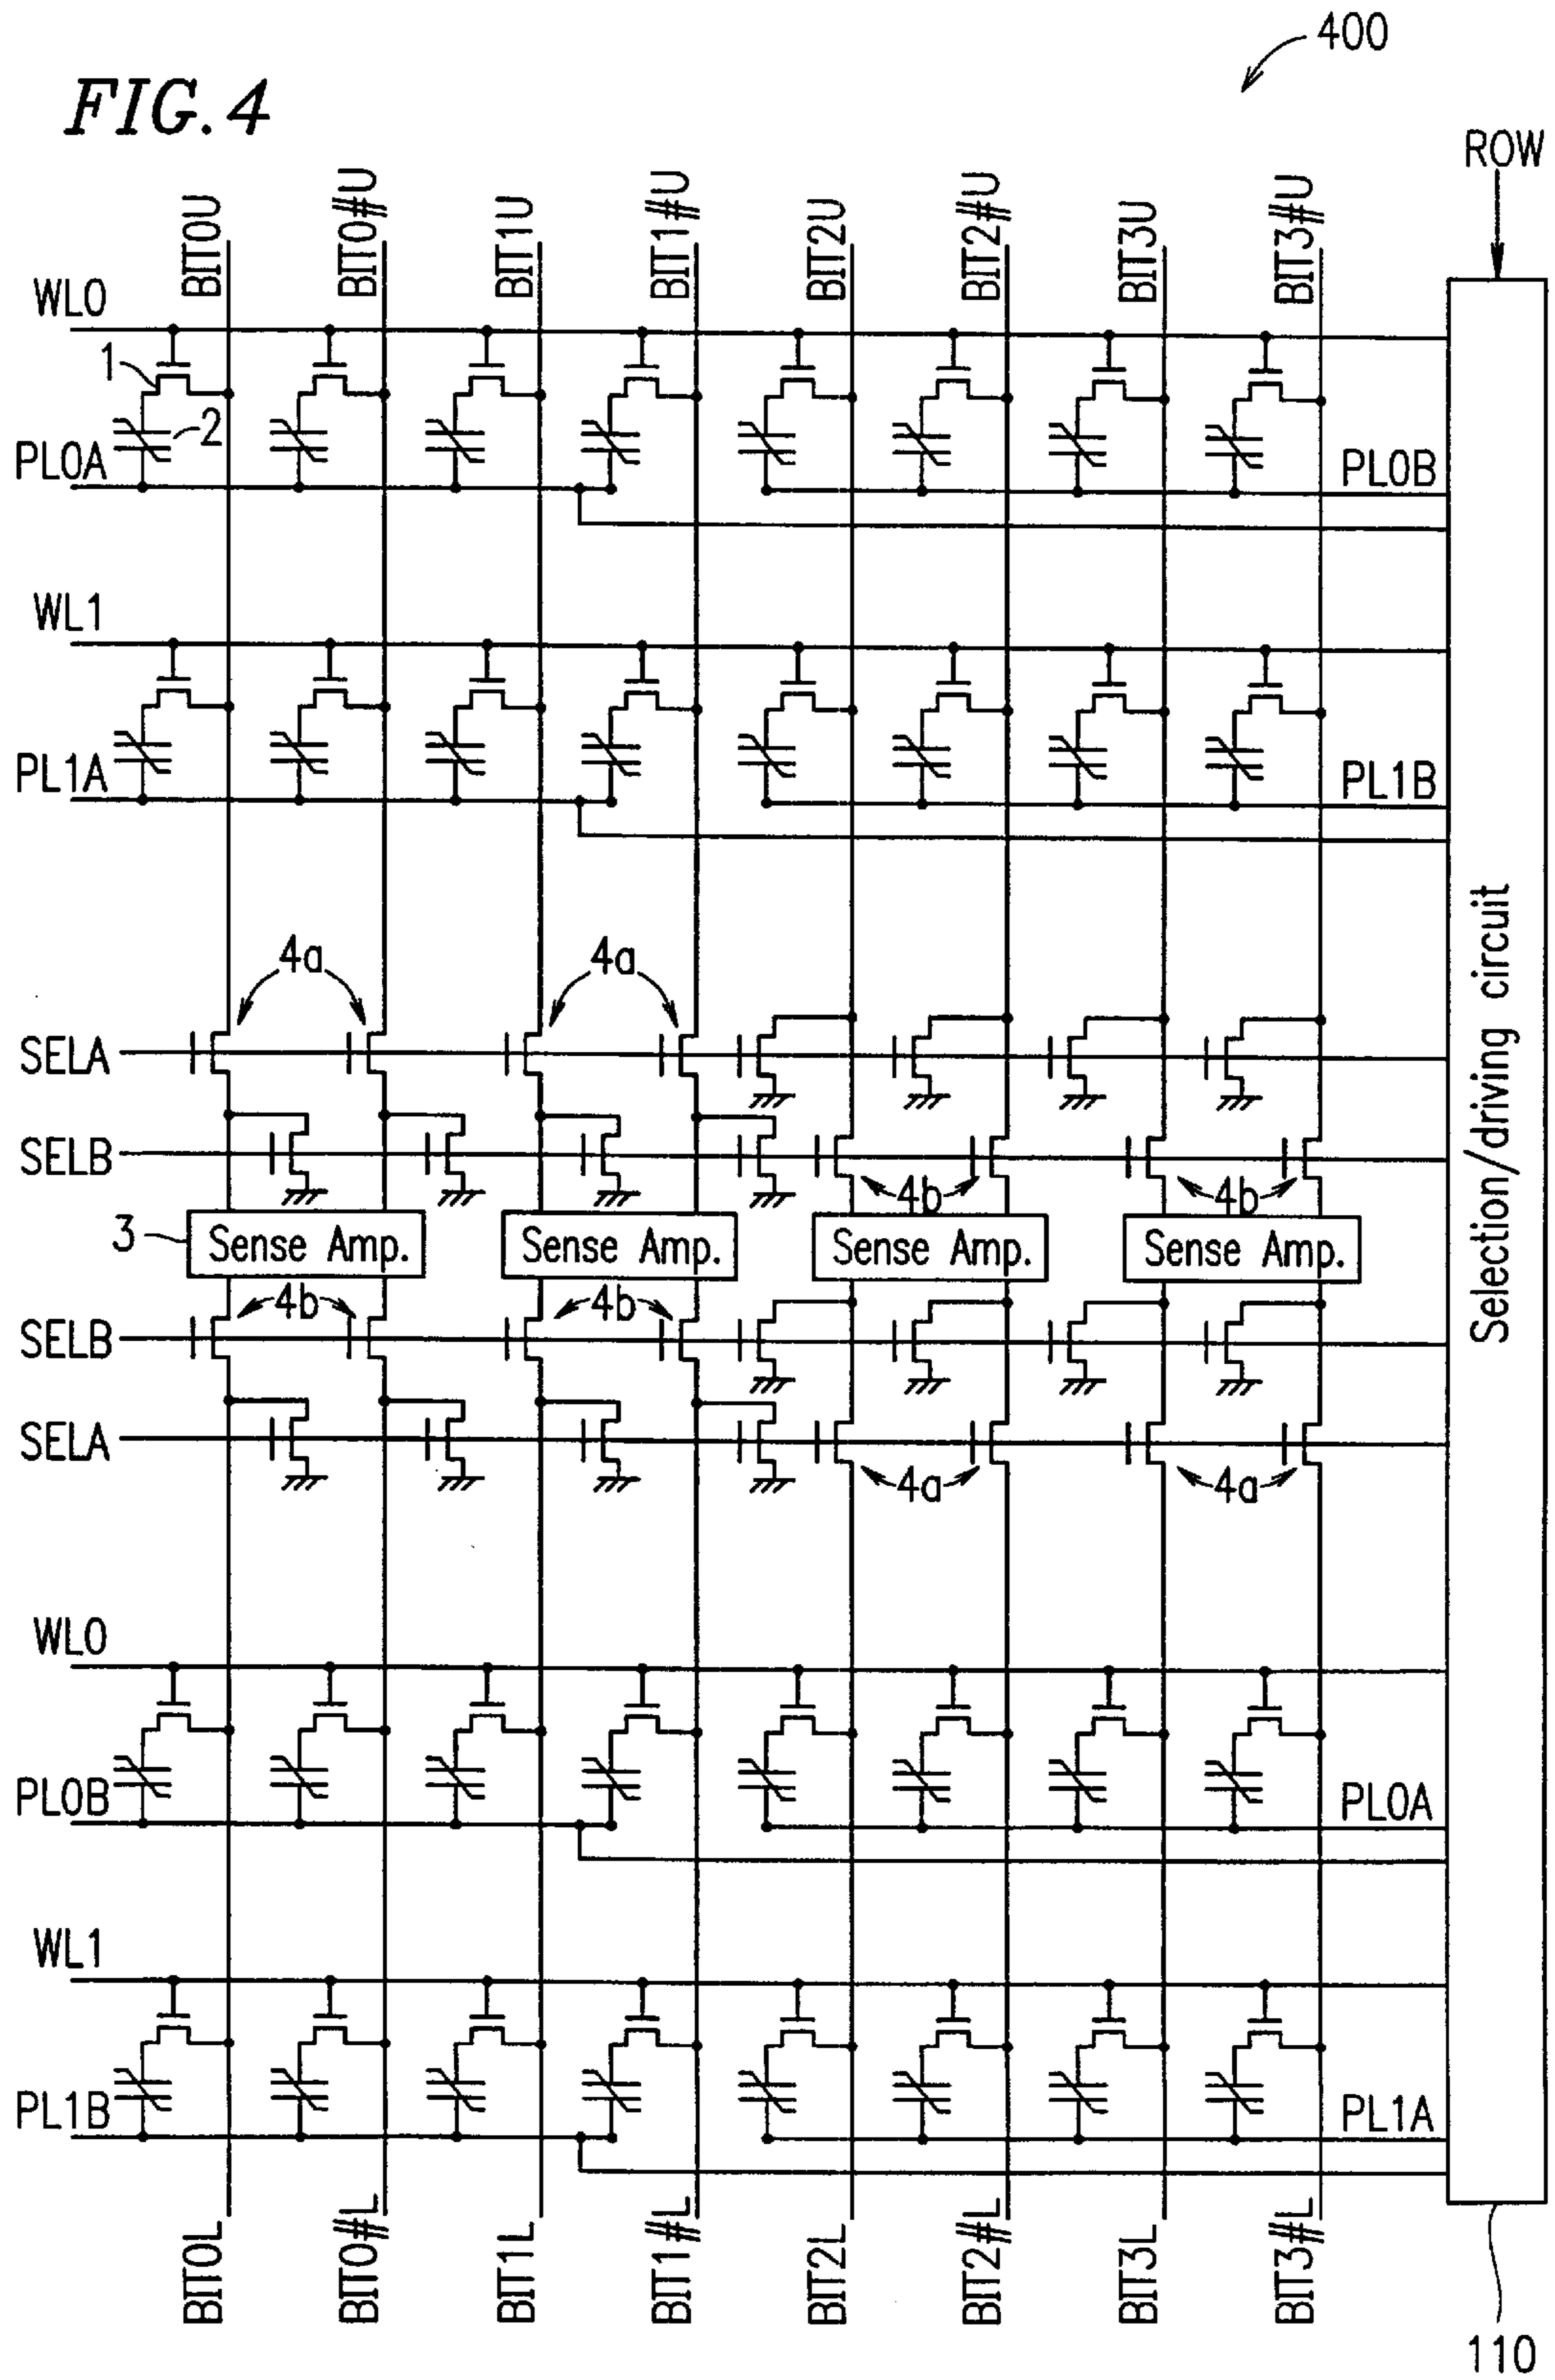 400
FIG. 4
ROW
BIT0U BIT0#U BIT1U BIT1#U BIT2U BIT2#U BIT3U BIT3#U
WL0
1
2
PL0A PL0B
WL1
PL1A PL1B
Selection/driving circuit
4a 4a
SELA
SELB
4b 4b
3 Sense Amp. Sense Amp. Sense Amp. Sense Amp.
4b 4b
SELB
SELA
4a 4a
WL0
PL0B PL0A
WL1
PL1B PL1A
BIT0L BIT0#L BIT1L BIT1#L BIT2L BIT2#L BIT3L BIT3#L
110